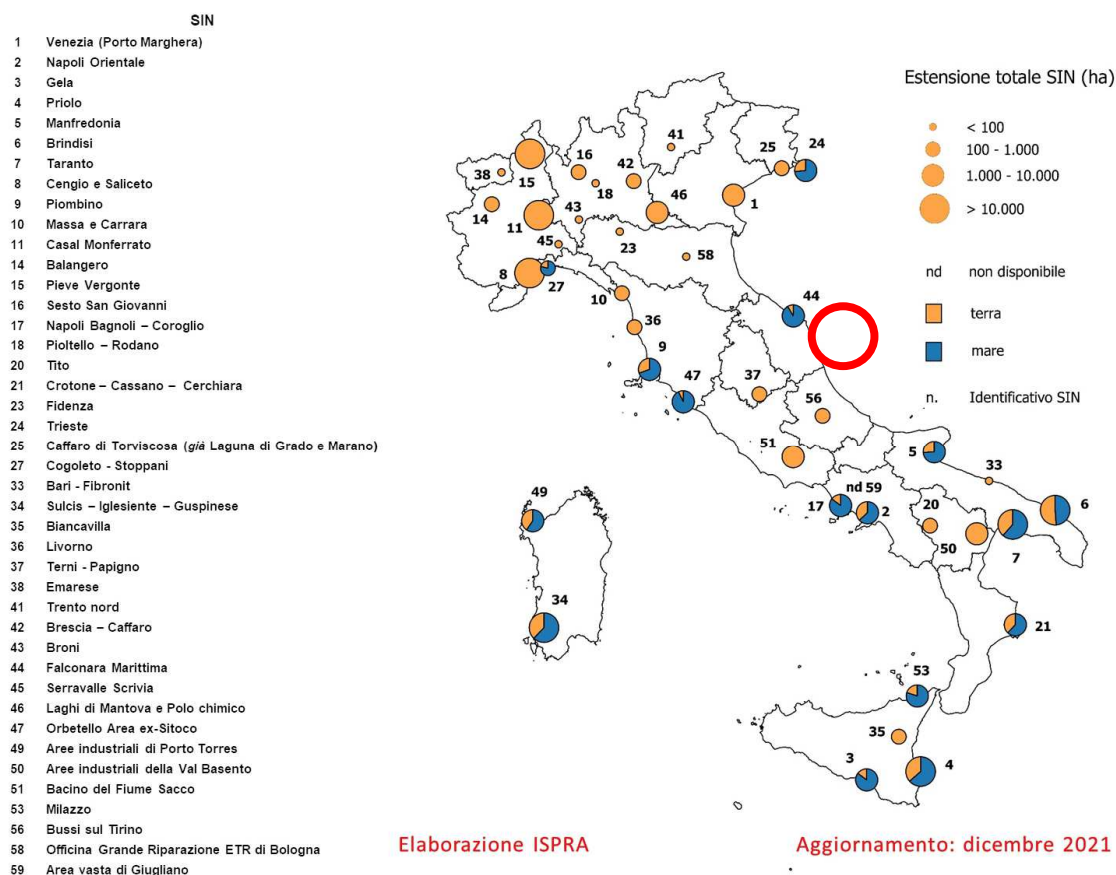 SIN
1 Venezia (Porto Marghera)
2 Napoli Orientale
3 Gela
4 Priolo
5 Manfredonia
6 Brindisi
7 Taranto
8 Cengio e Saliceto
9 Piombino
10 Massa e Carrara
11 Casal Monferrato
14 Balangero
15 Pieve Vergonte
16 Sesto San Giovanni
17 Napoli Bagnoli – Coroglio
18 Pioltello – Rodano
20 Tito
21 Crotone – Cassano – Cerchiara
23 Fidenza
24 Trieste
25 Caffaro di Torviscosa (già Laguna di Grado e Marano)
27 Cogoleto - Stoppani
33 Bari - Fibronit
34 Sulcis – Iglesiente – Guspinese
35 Biancavilla
36 Livorno
37 Terni - Papigno
38 Emarese
41 Trento nord
42 Brescia – Caffaro
43 Broni
44 Falconara Marittima
45 Serravalle Scrivia
46 Laghi di Mantova e Polo chimico
47 Orbetello Area ex-Sitoco
49 Aree industriali di Porto Torres
50 Aree industriali della Val Basento
51 Bacino del Fiume Sacco
53 Milazzo
56 Bussi sul Tirino
58 Officina Grande Riparazione ETR di Bologna
59 Area vasta di Giugliano
41
25
24
16
42
38
15
18
46
1
14
11
43
45
23
58
8
27
10
44
36
9
47
37
56
51
5
33
nd 59
17
2
20
50
7
6
49
34
21
53
35
3
4
Estensione totale SIN (ha)
< 100
100 - 1.000
1.000 - 10.000
> 10.000
nd non disponibile
terra
mare
n. Identificativo SIN
Elaborazione ISPRA
Aggiornamento: dicembre 2021